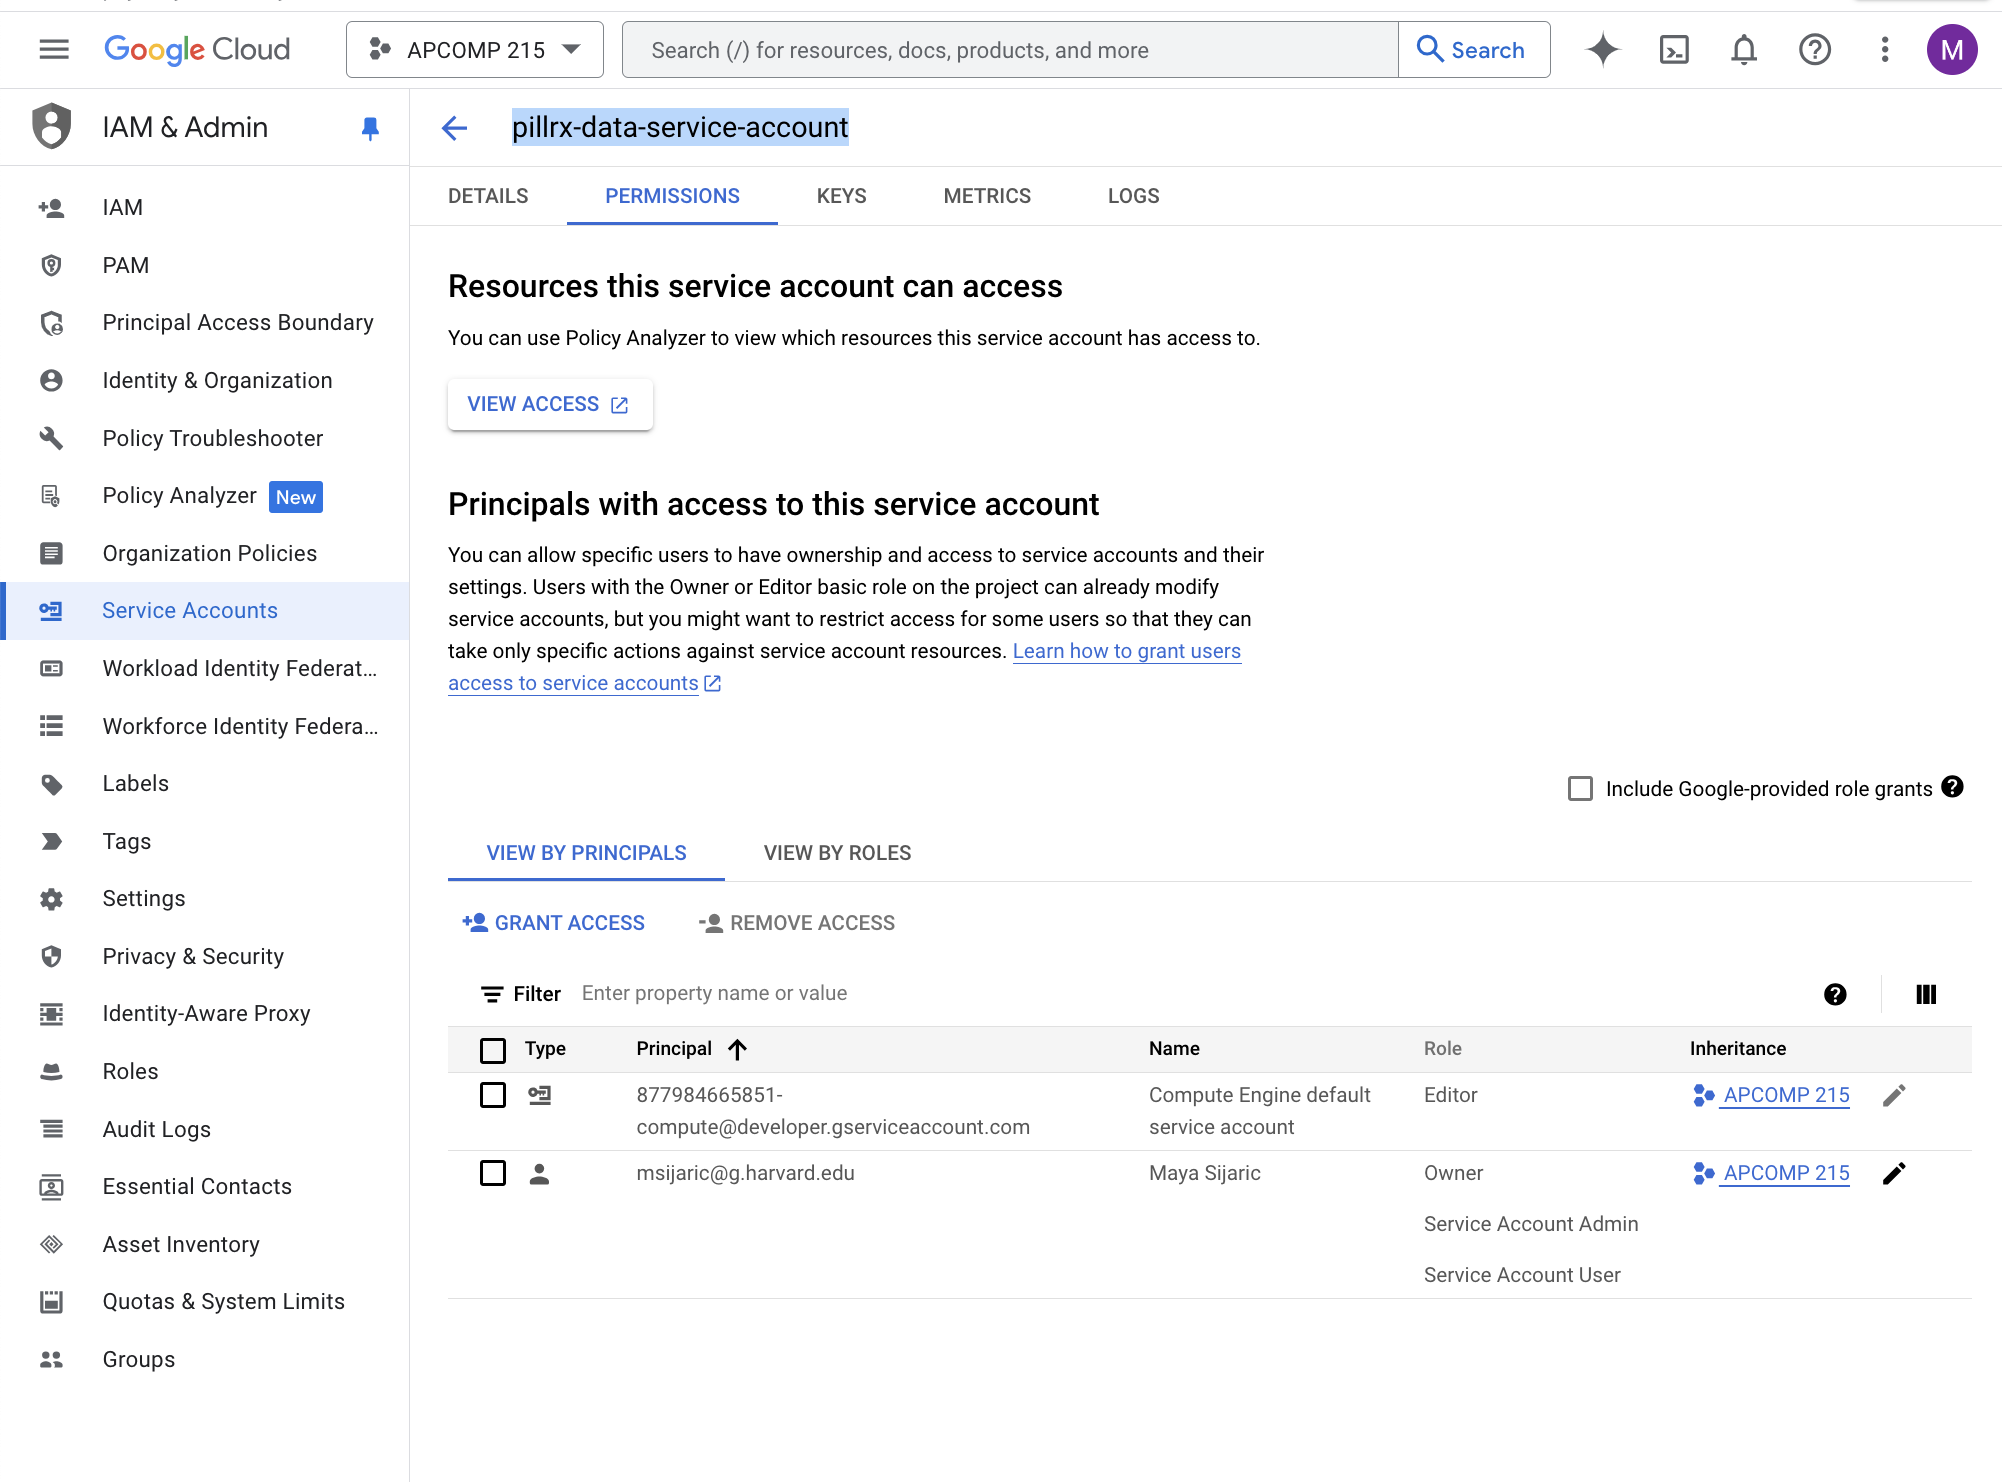 Google Cloud
APCOMP 215
Search (/) for resources, docs, products, and more
Search
M
IAM & Admin
IAM
PAM
Principal Access Boundary
Identity & Organization
Policy Troubleshooter
Policy Analyzer New
Organization Policies
Service Accounts
Workload Identity Federat...
Workforce Identity Federa...
Labels
Tags
Settings
Privacy & Security
Identity-Aware Proxy
Roles
Audit Logs
Essential Contacts
Asset Inventory
Quotas & System Limits
Groups
pillrx-data-service-account
DETAILS PERMISSIONS KEYS METRICS LOGS
Resources this service account can access
You can use Policy Analyzer to view which resources this service account has access to.
VIEW ACCESS
Principals with access to this service account
You can allow specific users to have ownership and access to service accounts and their
settings. Users with the Owner or Editor basic role on the project can already modify
service accounts, but you might want to restrict access for some users so that they can
take only specific actions against service account resources. Learn how to grant users
access to service accounts
Include Google-provided role grants
VIEW BY PRINCIPALS VIEW BY ROLES
GRANT ACCESS REMOVE ACCESS
Filter Enter property name or value
Type Principal Name Role Inheritance
877984665851- Compute Engine default Editor APCOMP 215
compute@developer.gserviceaccount.com service account
msijaric@g.harvard.edu Maya Sijaric Owner APCOMP 215
Service Account Admin
Service Account User